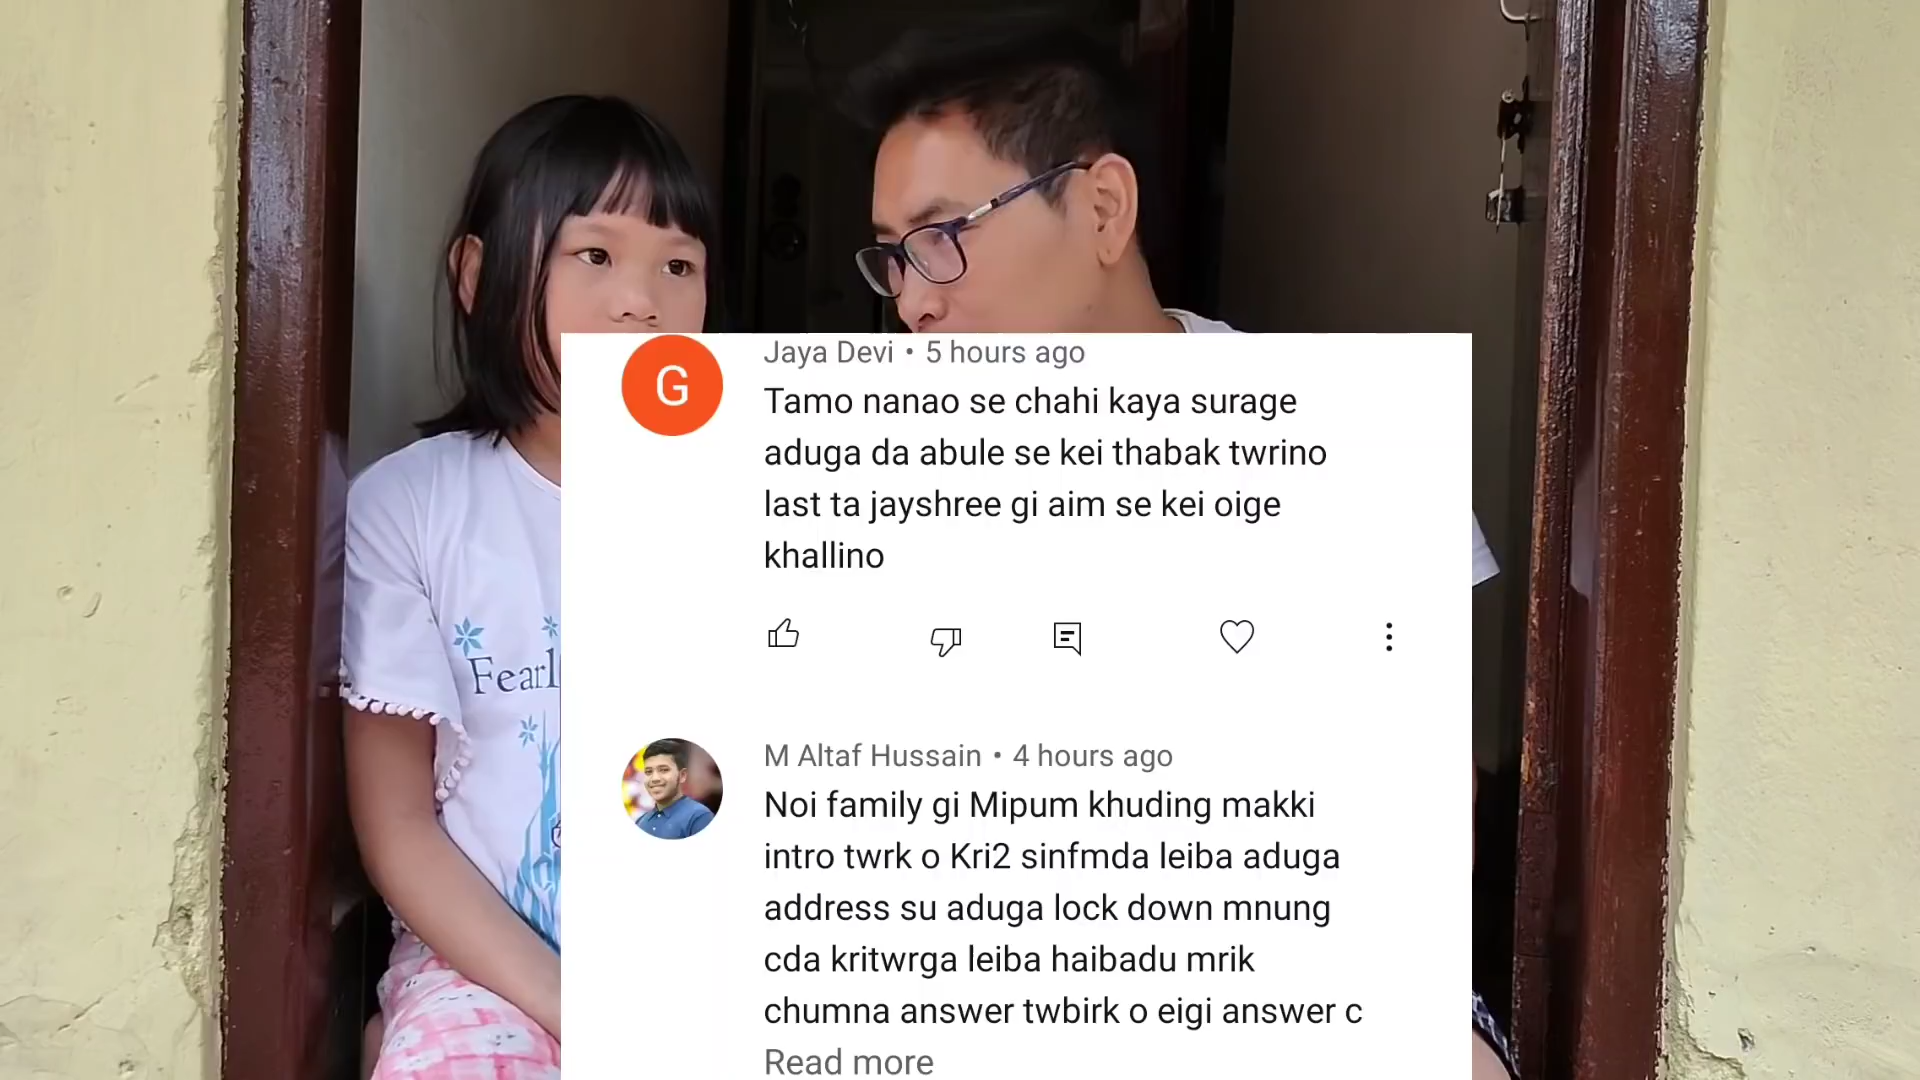 Jaya Devi • 5 hours ago
Tamo nanao se chahi kaya surage
aduga da abule se kei thabak twrino
last ta jayshree gi aim se kei oige
khallino
M Altaf Hussain • 4 hours ago
Noi family gi Mipum khuding makki
intro twrk o Kri2 sinfmda leiba aduga
address su aduga lock down mnung
cda kritwrga leiba haibadu mrik
chumna answer twbirk o eigi answer c
Read more
G
Fearl